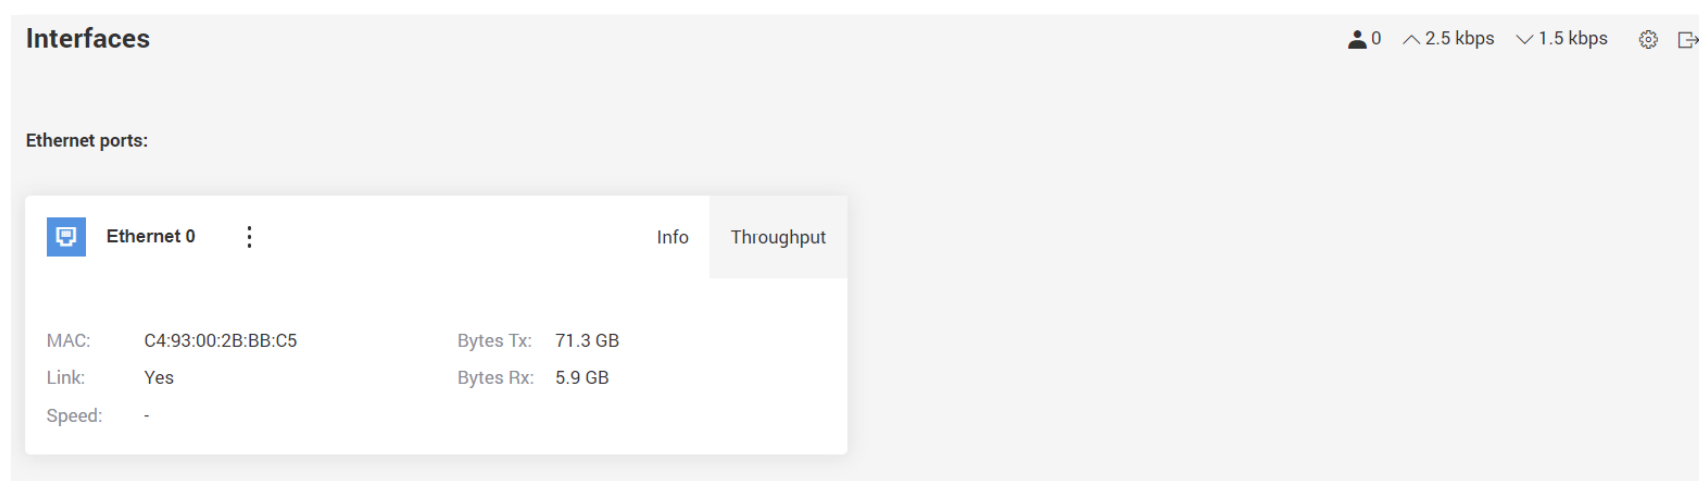 Interfaces
0 2.5 kbps 1.5 kbps
Ethernet ports:
Ethernet 0 Info Throughput
MAC: C4:93:00:2B:BB:C5 Bytes Tx: 71.3 GB
Link: Yes Bytes Rx: 5.9 GB
Speed: -